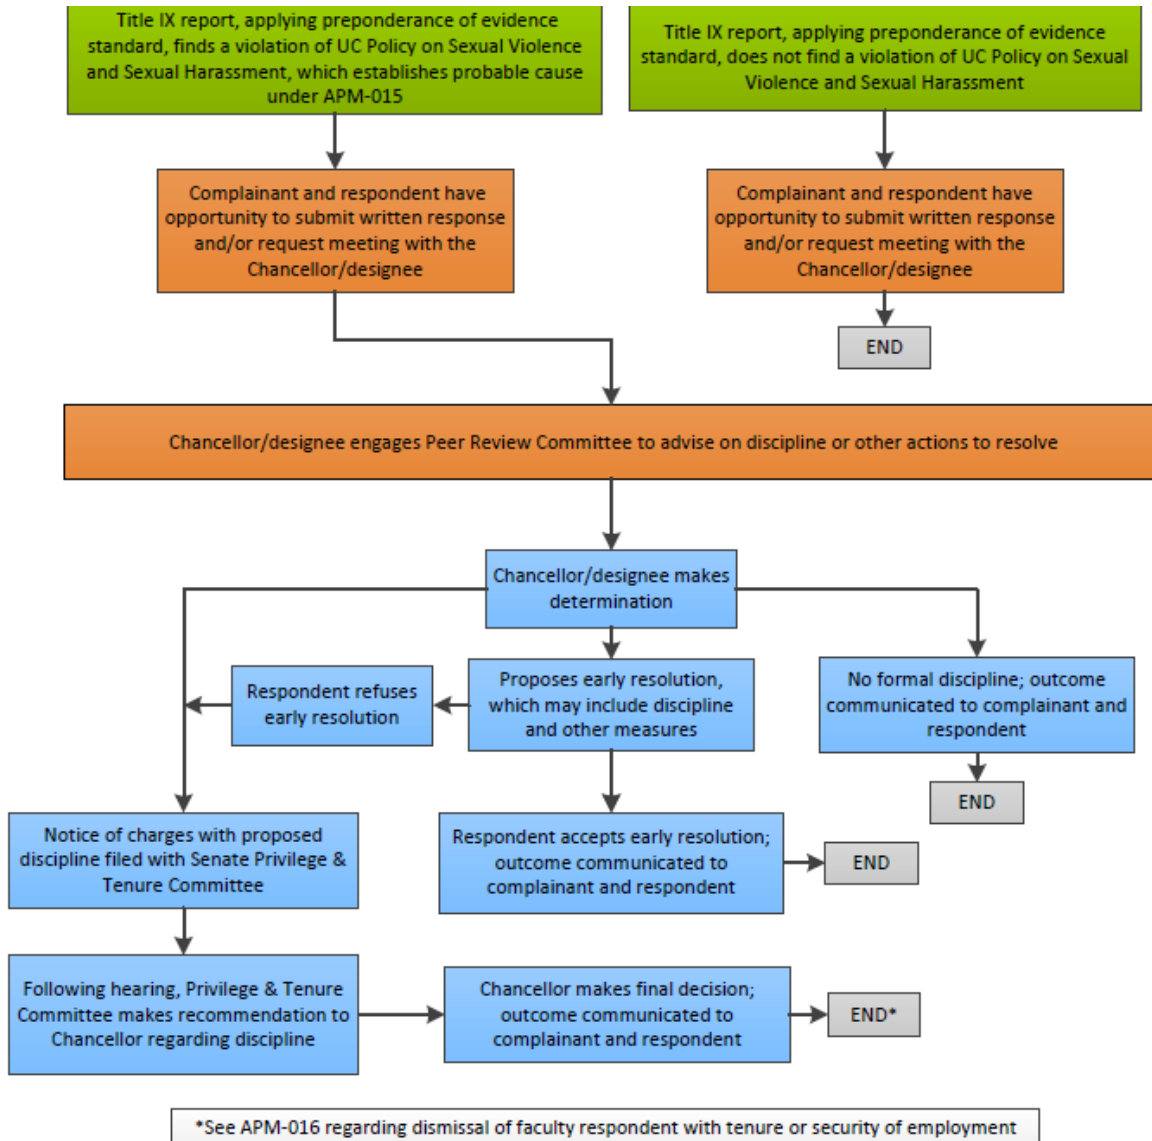 Title IX report, applying preponderance of evidence
standard, finds a violation of UC Policy on Sexual Violence
and Sexual Harassment, which establishes probable cause
under APM-015
Title IX report, applying preponderance of evidence
standard, does not find a violation of UC Policy on Sexual
Violence and Sexual Harassment
Complainant and respondent have
opportunity to submit written response
and/or request meeting with the
Chancellor/designee
Complainant and respondent have
opportunity to submit written response
and/or request meeting with the
Chancellor/designee
END
Chancellor/designee engages Peer Review Committee to advise on discipline or other actions to resolve
Chancellor/designee makes
determination
Respondent refuses
early resolution
Proposes early resolution,
which may include discipline
and other measures
No formal discipline; outcome
communicated to complainant and
respondent
END
Notice of charges with proposed
discipline filed with Senate Privilege &
Tenure Committee
Respondent accepts early resolution;
outcome communicated to
complainant and respondent
END
Following hearing, Privilege & Tenure
Committee makes recommendation to
Chancellor regarding discipline
Chancellor makes final decision;
outcome communicated to
complainant and respondent
END*
*See APM-016 regarding dismissal of faculty respondent with tenure or security of employment